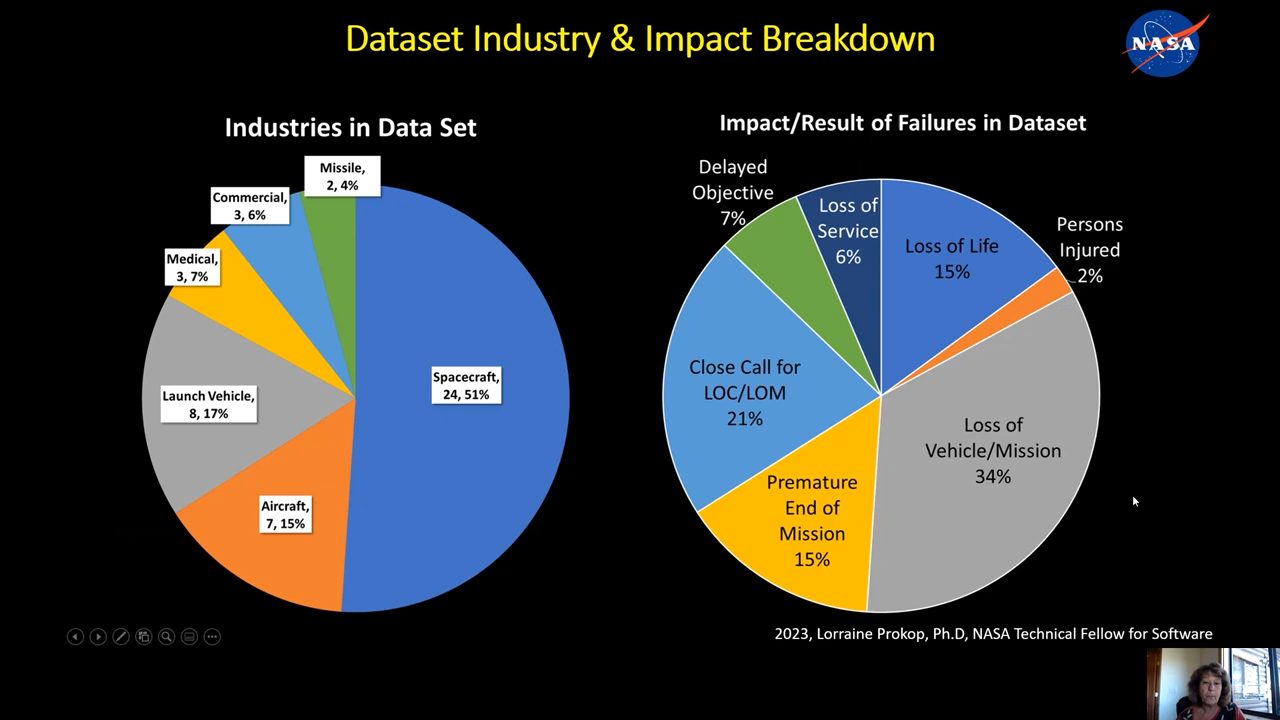 Dataset Industry & Impact Breakdown
NASA
Industries in Data Set
Missile,
2, 4%
Commercial,
3, 6%
Medical,
3, 7%
Launch Vehicle,
8, 17%
Aircraft,
7, 15%
Spacecraft,
24, 51%
Impact/Result of Failures in Dataset
Delayed
Objective
7%
Loss of
Service
6%
Loss of Life
15%
Persons
Injured
2%
Close Call for
LOC/LOM
21%
Loss of
Vehicle/Mission
34%
Premature
End of
Mission
15%
2023, Lorraine Prokop, Ph.D, NASA Technical Fellow for Software